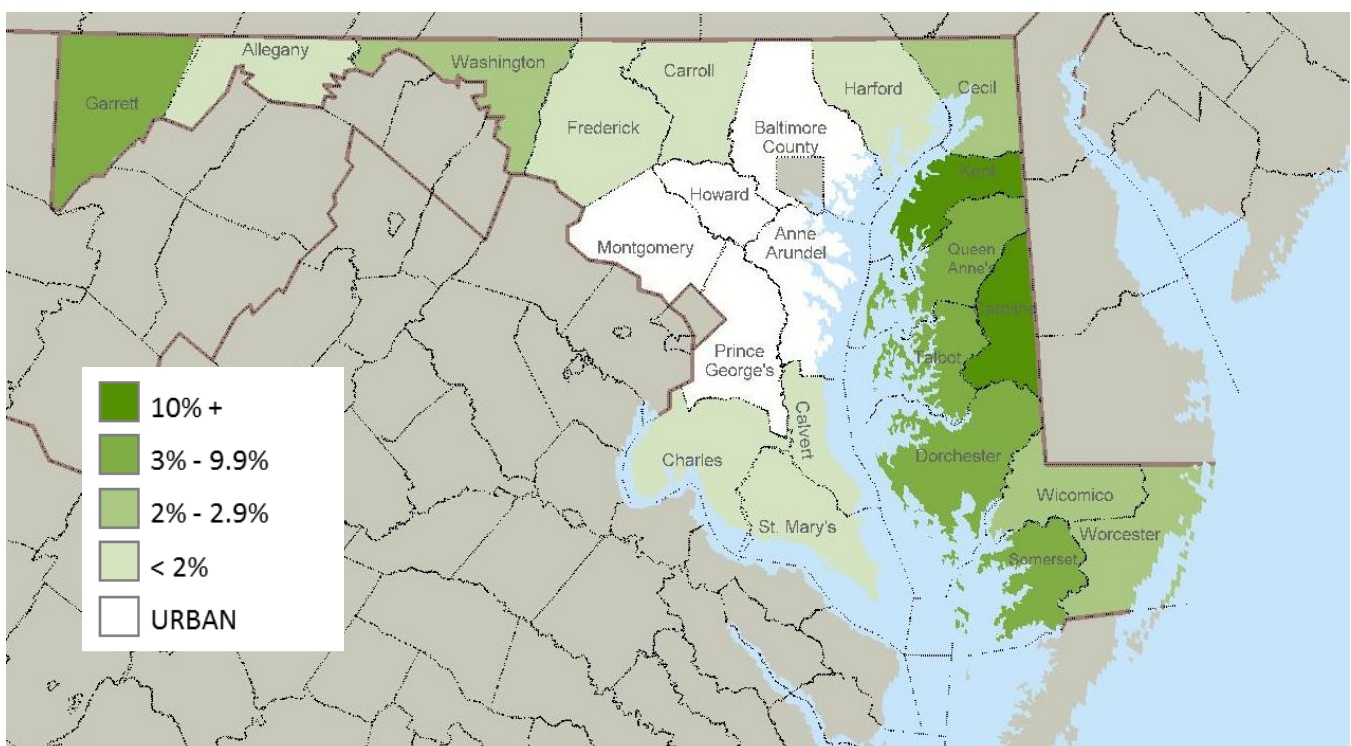 Allegany
Washington
Garrett
Frederick
Carroll
Baltimore
County
Harford
Cecil
Kent
Howard
Montgomery
Anne
Arundel
Queen
Anne's
Caroline
Talbot
Prince
George's
Calvert
Charles
St. Mary's
Dorchester
Wicomico
Worcester
Somerset
10% +
3% - 9.9%
2% - 2.9%
< 2%
URBAN